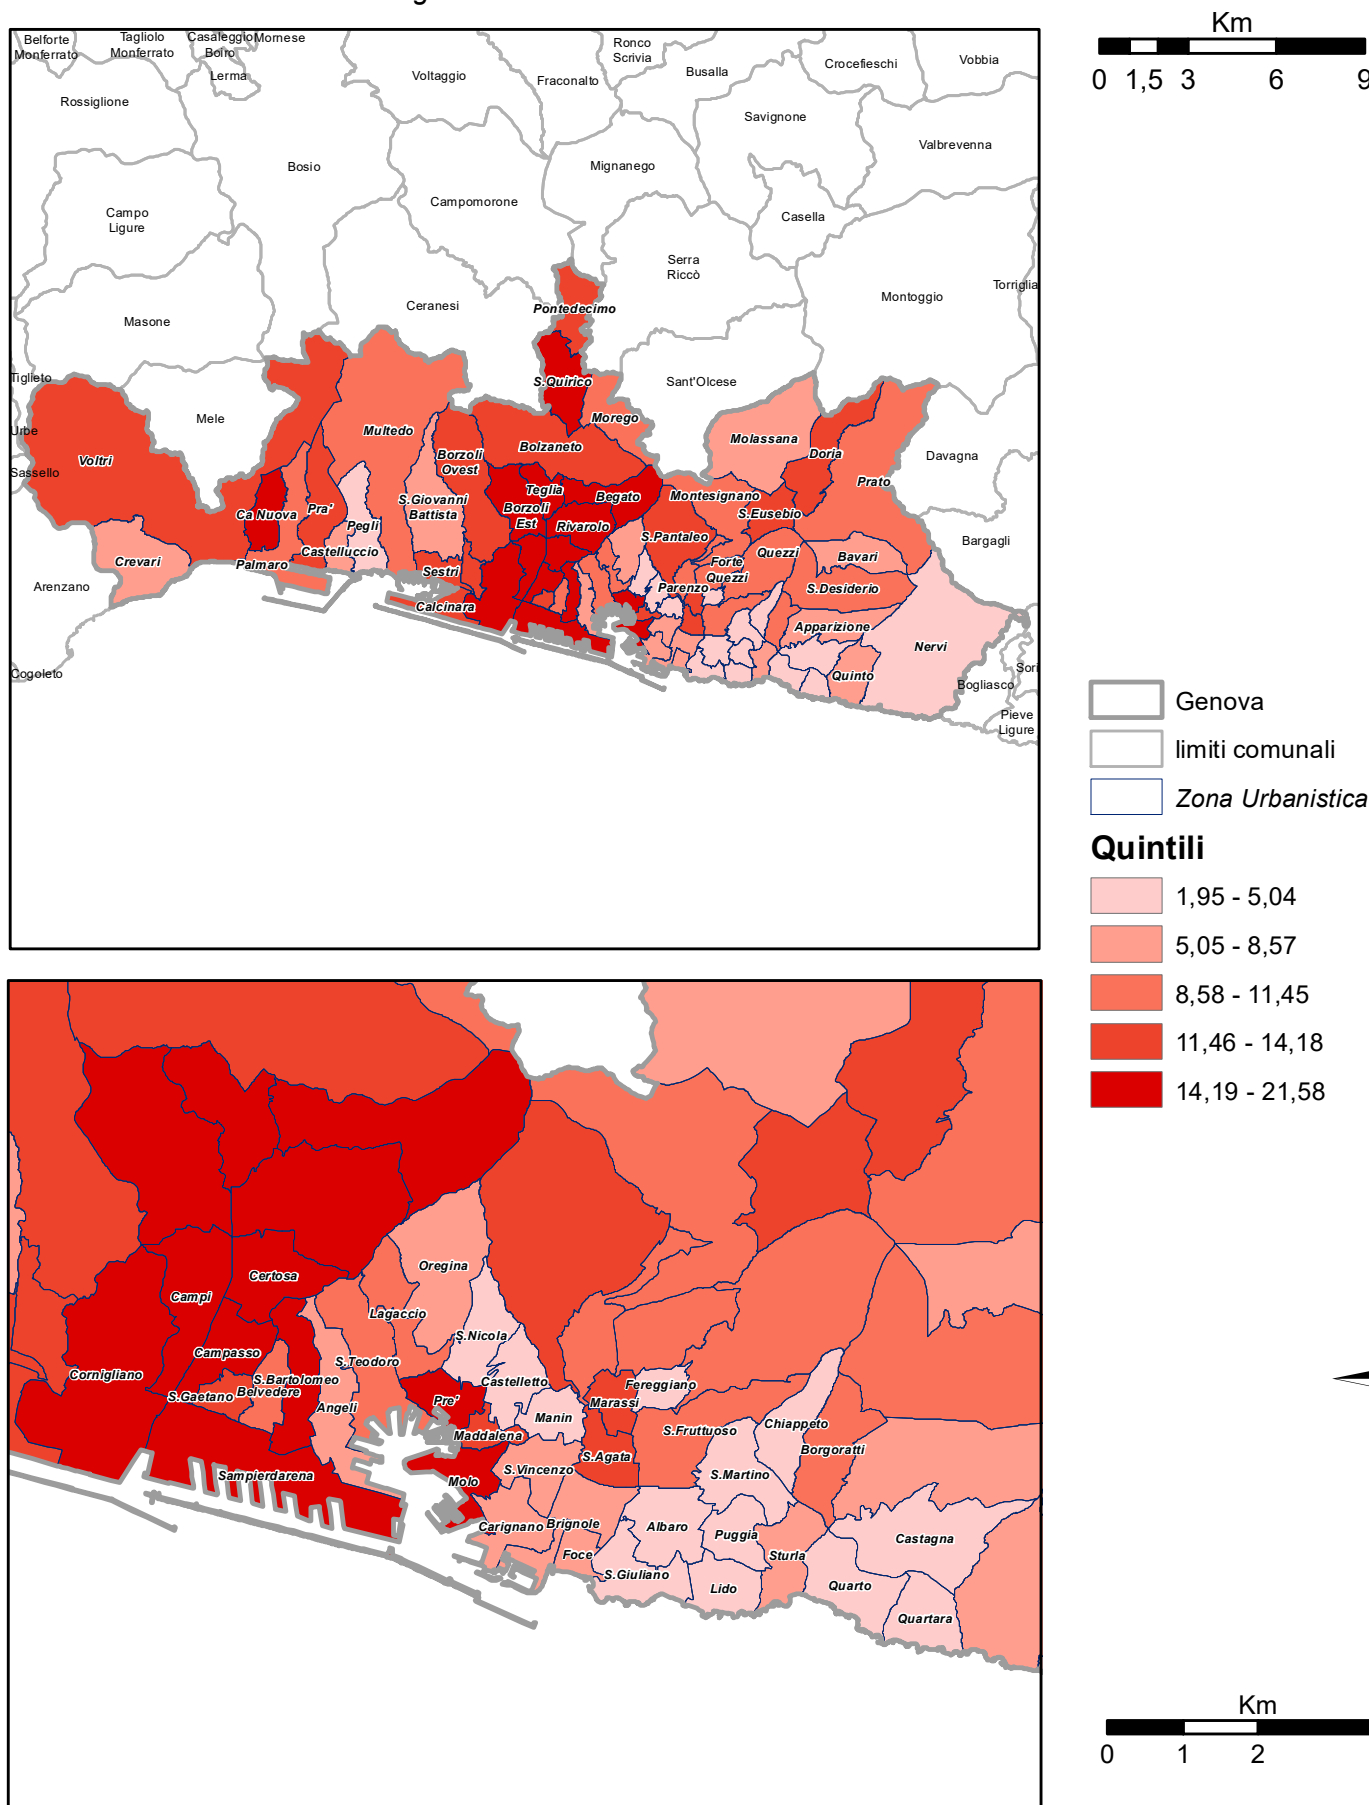 Km
0 1,5 3 6 9
Belforte
Monferrato
Tagliolo
Monferrato
Casaleggio
Boiro
Mornese
Lerma
Voltaggio
Fraconalto
Ronco
Scrivia
Busalla
Crocefieschi
Vobbia
Rossiglione
Savignone
Valbrevenna
Bosio
Mignanego
Campomorone
Campo
Ligure
Casella
Serra
Riccò
Montoggio
Torriglia
Ceranesi
Pontedecimo
Masone
Tiglieto
Mele
S.Quirico
Sant'Olcese
Morego
Urbe
Multedo
Molassana
Bolzaneto
Doria
Davagna
Voltri
Borzoli
Ovest
Sassello
Prato
Teglia
Begato
Montesignano
S.Giovanni
Battista
Pra'
Ca Nuova
Borzoli
Est
S.Eusebio
Pegli
Rivarolo
S.Pantaleo
Bargagli
Castelluccio
Quezzi
Bavari
Crevari
Palmaro
Forte
Quezzi
Sestri
Parenzo
S.Desiderio
Arenzano
Calcinara
Apparizione
Nervi
Cogoleto
Quinto
Sori
Bogliasco
Pieve
Ligure
Genova
limiti comunali
Zona Urbanistica
Quintili
1,95 - 5,04
5,05 - 8,57
8,58 - 11,45
11,46 - 14,18
14,19 - 21,58
Oregina
Certosa
Campi
Lagaccio
S.Nicola
Campasso
S.Teodoro
Cornigliano
S.Bartolomeo
Castelletto
Fereggiano
S.Gaetano
Belvedere
Pre'
Marassi
Angeli
Manin
Chiappeto
Maddalena
S.Fruttuoso
Borgoratti
S.Agata
Sampierdarena
Molo
S.Vincenzo
S.Martino
Carignano
Brignole
Albaro
Puggia
Castagna
Foce
Sturla
S.Giuliano
Lido
Quarto
Quartara
Km
0 1 2